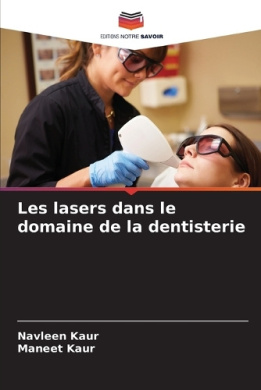 EDITIONS NOTRE SAVOIR
Les lasers dans le
domaine de la dentisterie
Navleen Kaur
Maneet Kaur